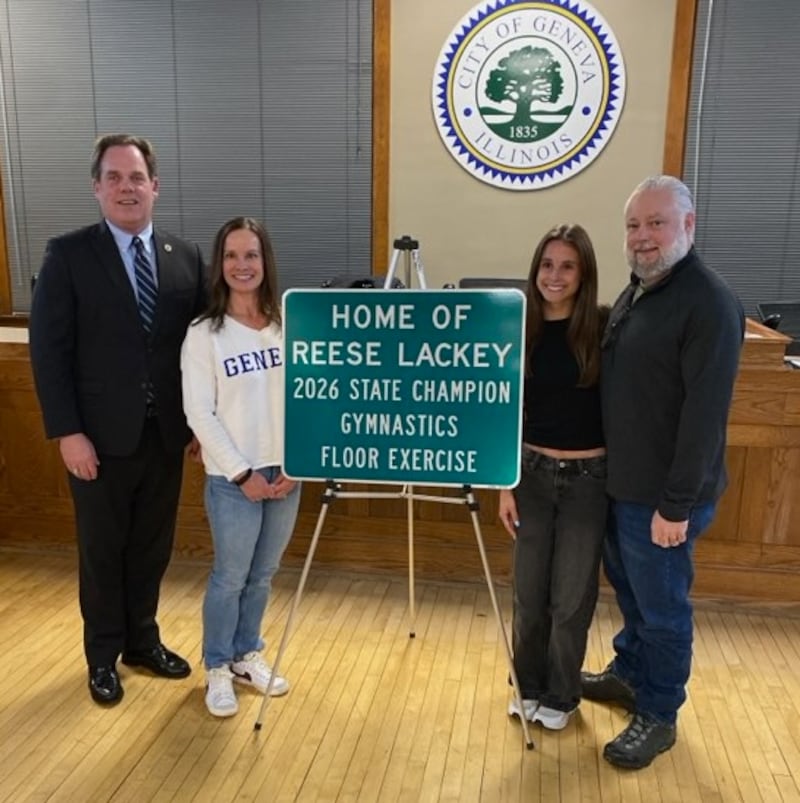 CITY OF GENEVA
1835
ILLINOIS
GENE
HOME OF
REESE LACKEY
2026 STATE CHAMPION
GYMNASTICS
FLOOR EXERCISE